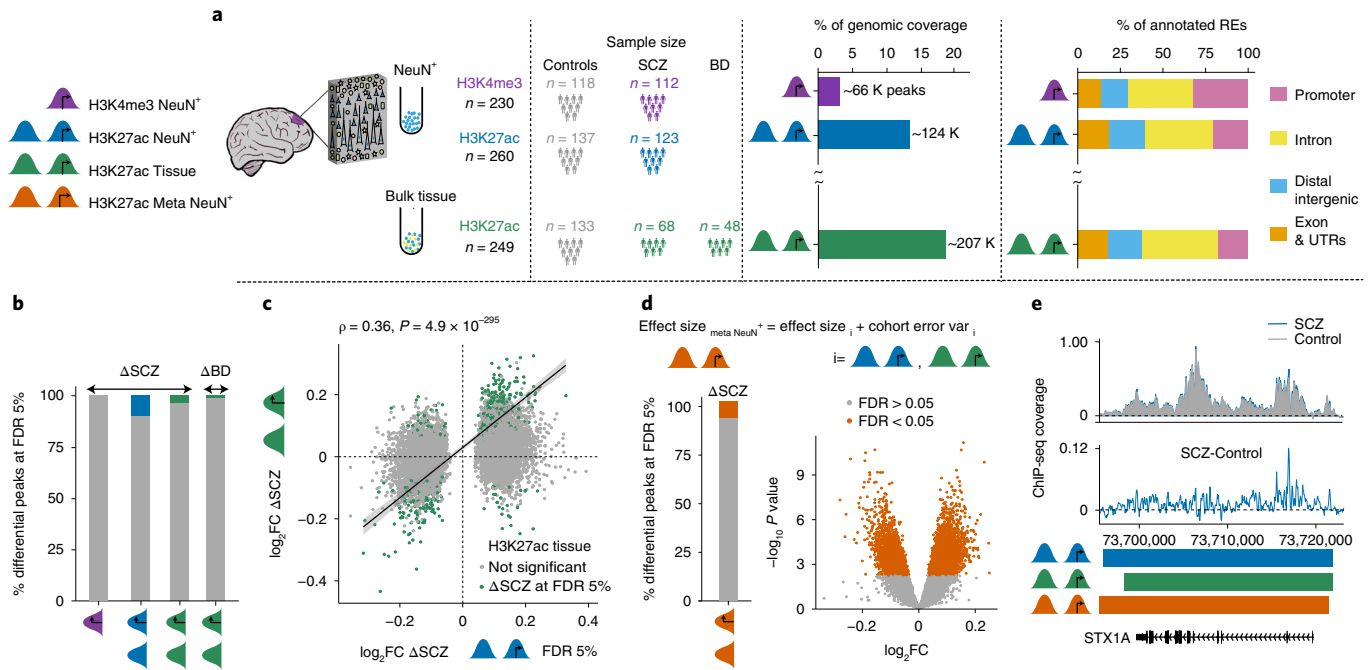 a
H3K4me3 NeuN⁺
H3K27ac NeuN⁺
H3K27ac Tissue
H3K27ac Meta NeuN⁺
NeuN⁺
Bulk tissue
Sample size
Controls SCZ BD
H3K4me3 n = 118 n = 112
n = 230
H3K27ac n = 137 n = 123
n = 260
H3K27ac n = 133 n = 68 n = 48
n = 249
% of genomic coverage
0 5 10 15 20
~66 K peaks
~124 K
~
~
~207 K
% of annotated REs
0 25 50 75 100
~
~
Promoter
Intron
Distal
intergenic
Exon
& UTRs
b
ΔSCZ ΔBD
% differential peaks at FDR 5%
100
75
50
25
0
c
ρ = 0.36, P = 4.9 × 10⁻²⁹⁵
log₂FC ΔSCZ
0.2
0
−0.2
−0.4
H3K27ac tissue
Not significant
ΔSCZ at FDR 5%
−0.2 0 0.2 0.4
log₂FC ΔSCZ FDR 5%
d
Effect size meta NeuN⁺ = effect size i + cohort error var i
i= ,
ΔSCZ
% differential peaks at FDR 5%
100
75
50
25
0
FDR > 0.05
FDR < 0.05
−log₁₀ P value
9
6
3
0
−0.2 0 0.2
log₂FC
e
SCZ
Control
ChIP-seq coverage
1.00
0
0.12
SCZ-Control
0
73,700,000 73,710,000 73,720,000
STX1A